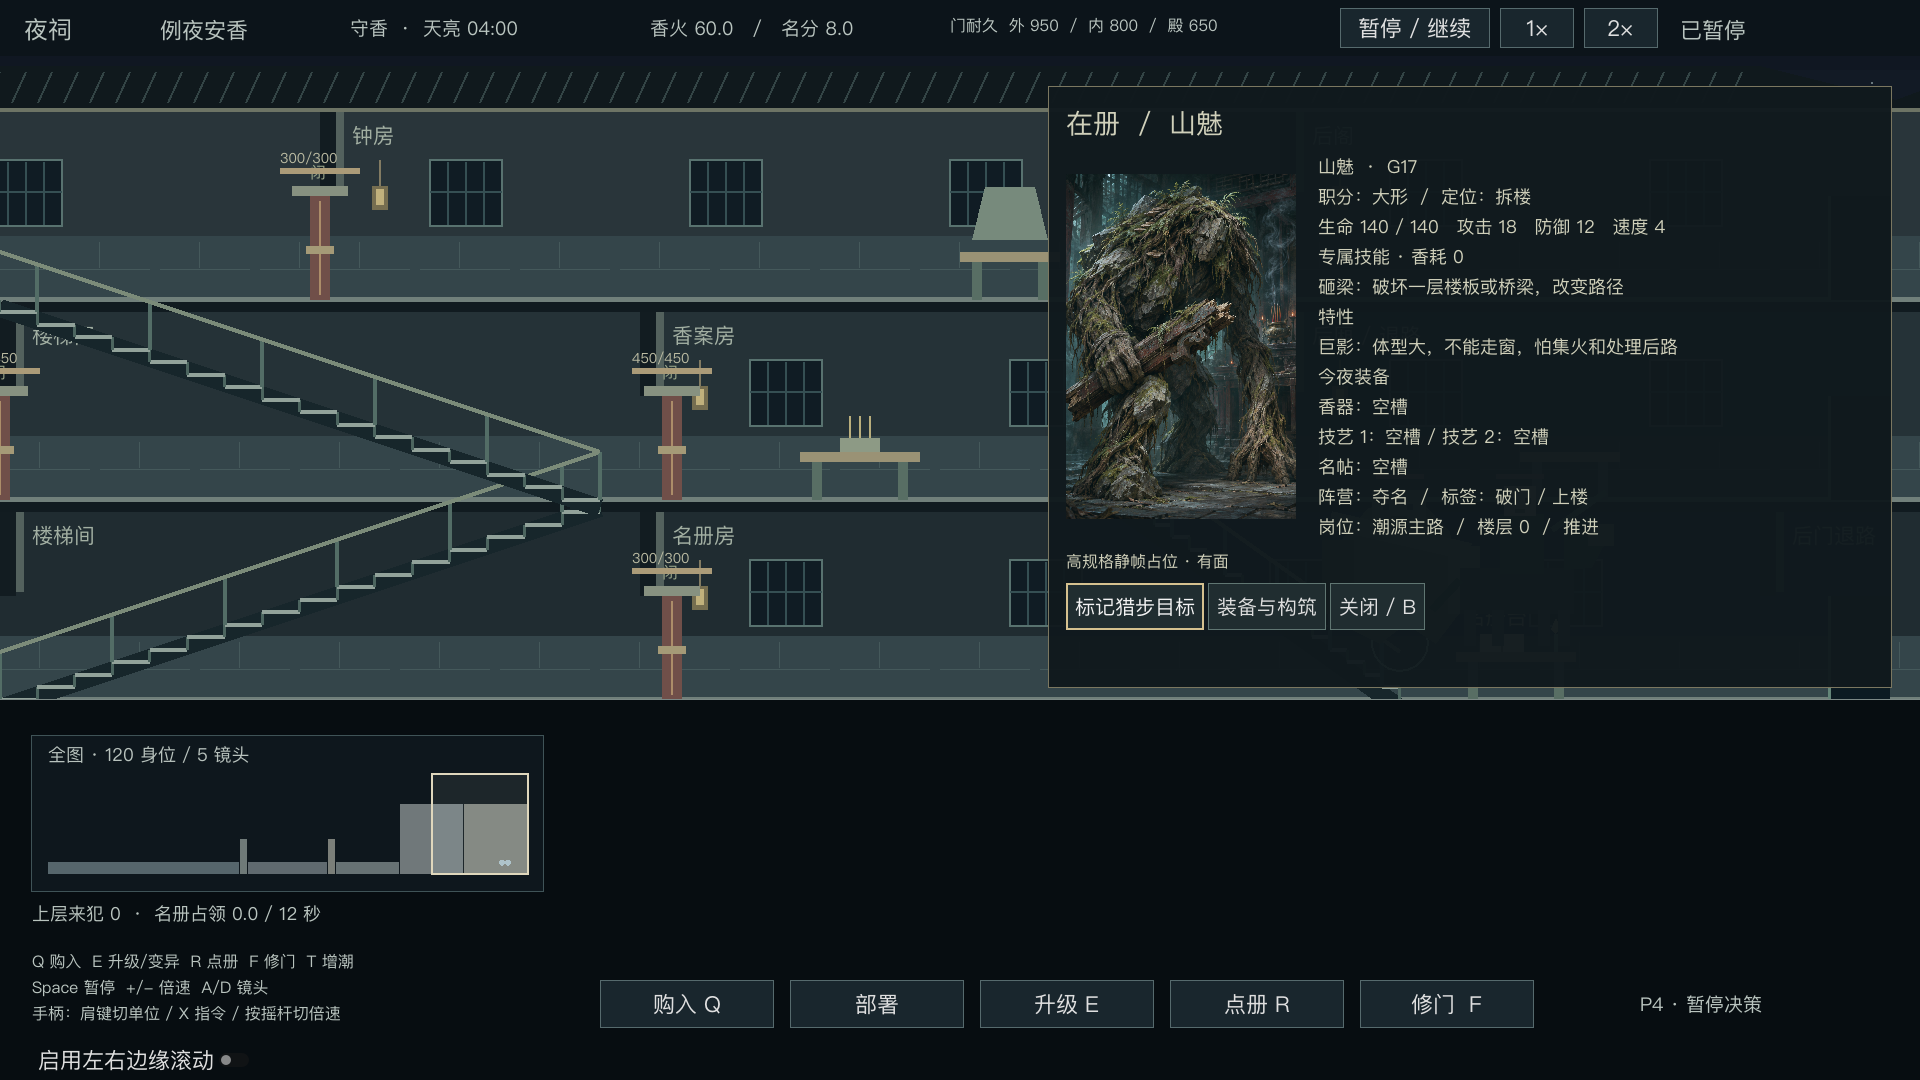 夜祠
例夜安香
守香 · 天亮 04:00
香火 60.0 / 名分 8.0
门耐久 外 950 / 内 800 / 殿 650
暂停 / 继续
1×
2×
已暂停
钟房
300/300
闭
香案房
450/450
闭
楼梯间
名册房
300/300
闭
在册 / 山魅
山魅 · G17
职分：大形 / 定位：拆楼
生命 140 / 140 攻击 18 防御 12 速度 4
专属技能 · 香耗 0
砸梁：破坏一层楼板或桥梁，改变路径
特性
巨影：体型大，不能走窗，怕集火和处理后路
今夜装备
香器：空槽
技艺 1：空槽 / 技艺 2：空槽
名帖：空槽
阵营：夺名 / 标签：破门 / 上楼
岗位：潮源主路 / 楼层 0 / 推进
高规格静帧占位 · 有面
标记猎步目标
装备与构筑
关闭 / B
全图 · 120 身位 / 5 镜头
上层来犯 0 · 名册占领 0.0 / 12 秒
Q 购入 E 升级/变异 R 点册 F 修门 T 增潮
Space 暂停 +/− 倍速 A/D 镜头
手柄：肩键切单位 / X 指令 / 按摇杆切倍速
启用左右边缘滚动
购入 Q
部署
升级 E
点册 R
修门 F
P4 · 暂停决策